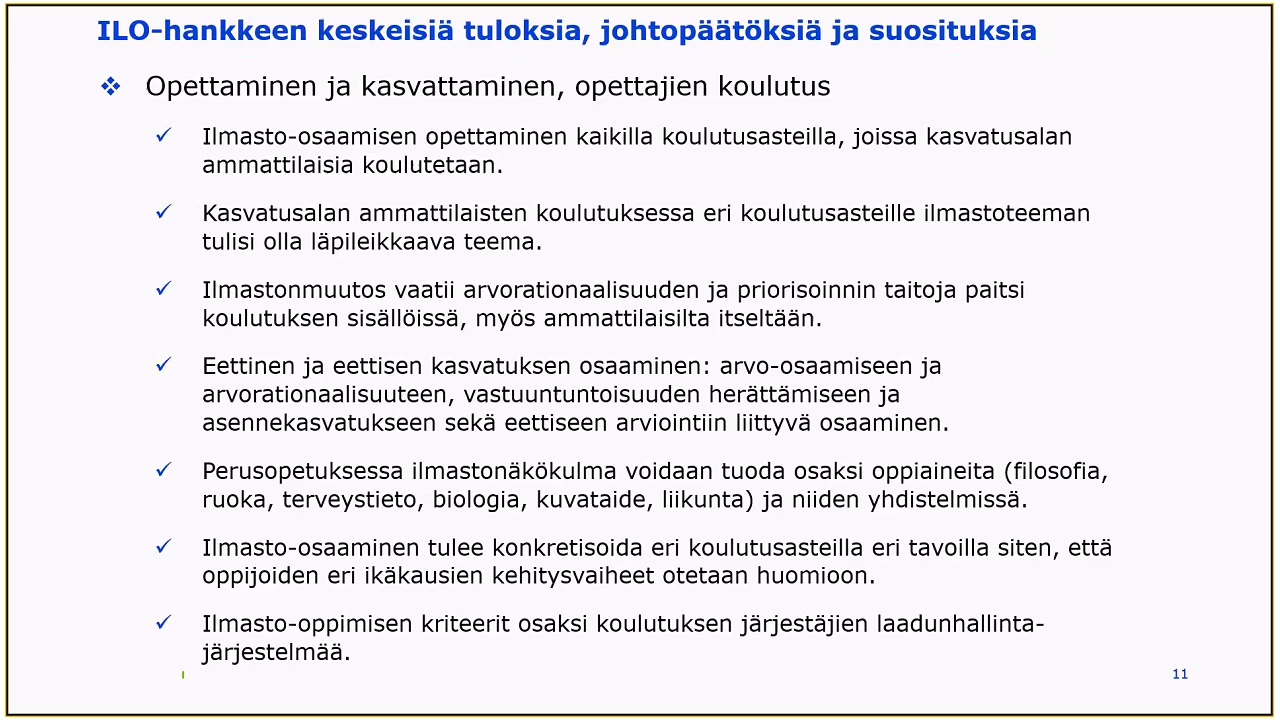 ILO-hankkeen keskeisiä tuloksia, johtopäätöksiä ja suosituksia
Opettaminen ja kasvattaminen, opettajien koulutus
Ilmasto-osaamisen opettaminen kaikilla koulutusasteilla, joissa kasvatusalan
ammattilaisia koulutetaan.
Kasvatusalan ammattilaisten koulutuksessa eri koulutusasteille ilmastoteeman
tulisi olla läpileikkaava teema.
Ilmastonmuutos vaatii arvorationaalisuuden ja priorisoinnin taitoja paitsi
koulutuksen sisällöissä, myös ammattilaisilta itseltään.
Eettinen ja eettisen kasvatuksen osaaminen: arvo-osaamiseen ja
arvorationaalisuuteen, vastuuntuntoisuuden herättämiseen ja
asennekasvatukseen sekä eettiseen arviointiin liittyvä osaaminen.
Perusopetuksessa ilmastonäkökulma voidaan tuoda osaksi oppiaineita (filosofia,
ruoka, terveystieto, biologia, kuvataide, liikunta) ja niiden yhdistelmissä.
Ilmasto-osaaminen tulee konkretisoida eri koulutusasteilla eri tavoilla siten, että
oppijoiden eri ikäkausien kehitysvaiheet otetaan huomioon.
Ilmasto-oppimisen kriteerit osaksi koulutuksen järjestäjien laadunhallinta-
järjestelmää.
11